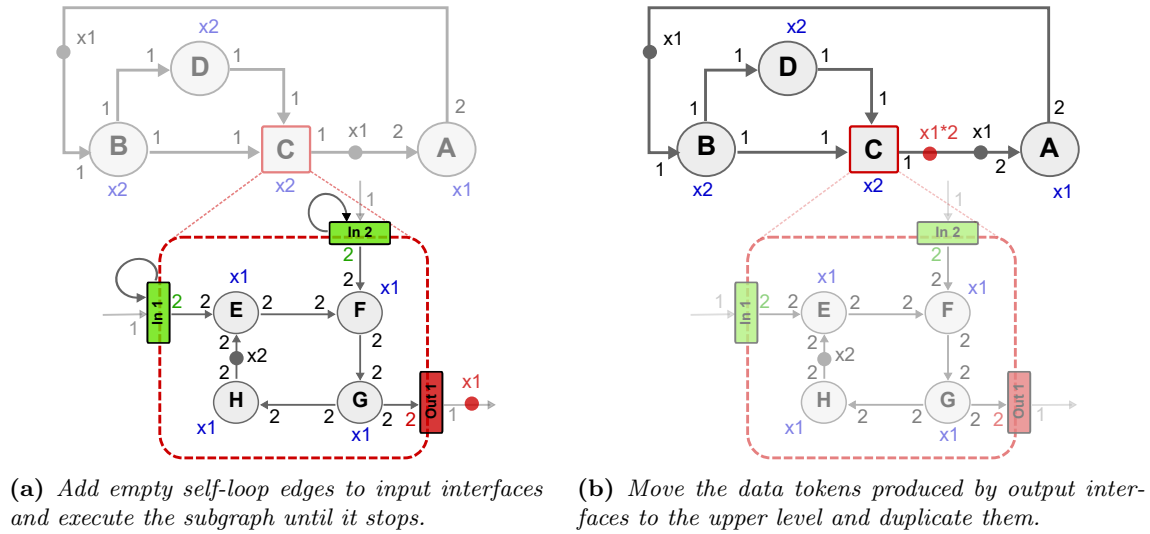 x1
x2
D
1
1
1
1
B
1
1
1
x2
C
1
x2
x1
2
2
A
x1
1
In 2
2
2
x1
x1
In 1
1
2
2
E
2
2
F
2
x2
2
2
2
H
2
2
G
2
2
Out 1
1
x1
x1
x1
x1
x2
D
1
1
1
1
B
1
1
1
x2
C
1
x2
x1*2
x1
2
2
A
x1
1
In 2
2
2
x1
x1
In 1
1
2
2
E
2
2
F
2
x2
2
2
2
H
2
2
G
2
2
Out 1
1
x1
x1
(a) Add empty self-loop edges to input interfaces
and execute the subgraph until it stops.
(b) Move the data tokens produced by output inter-
faces to the upper level and duplicate them.